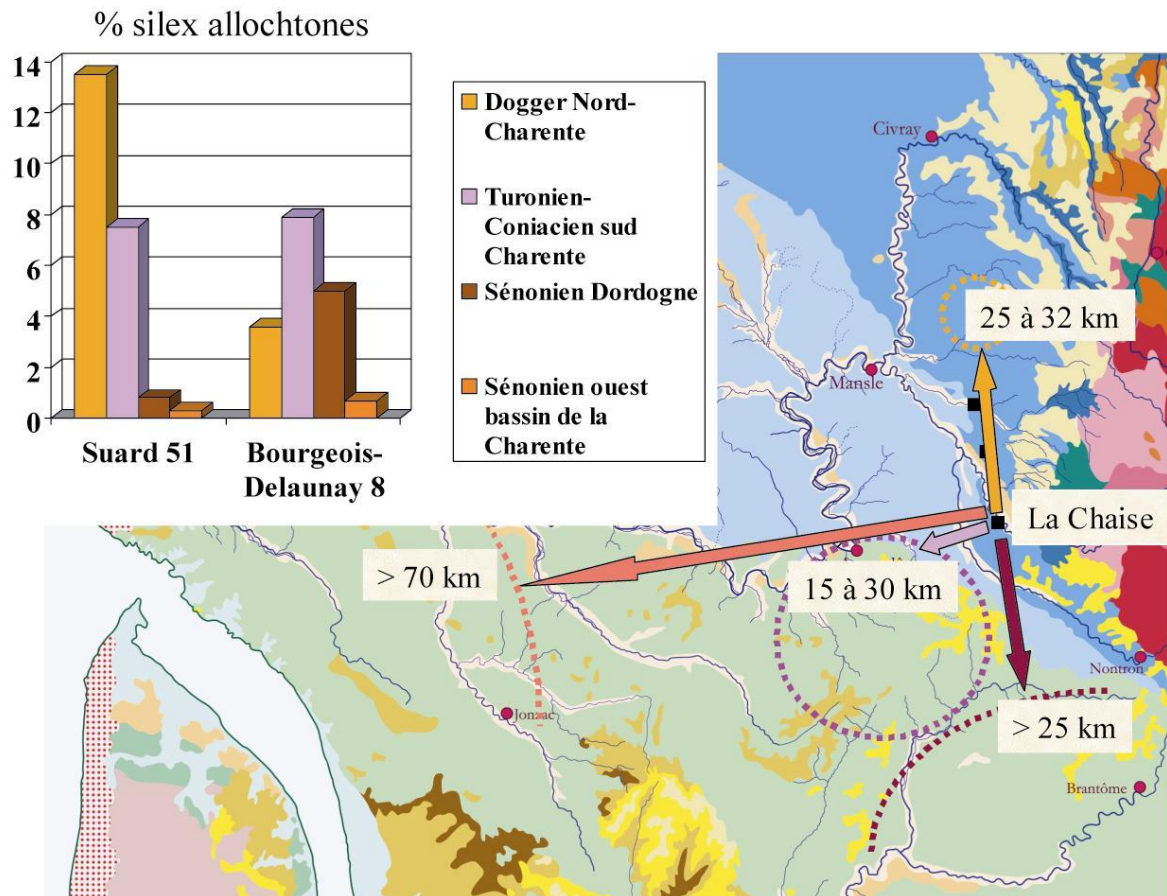 % silex allochtones
14
12
10
8
6
4
2
0
Suard 51
Bourgeois-
Delaunay 8
Dogger Nord-
Charente
Turonien-
Coniacien sud
Charente
Sénonien Dordogne
Sénonien ouest
bassin de la
Charente
Civray
25 à 32 km
Mansle
La Chaise
> 70 km
15 à 30 km
Nontron
Jonzac
> 25 km
Brantôme